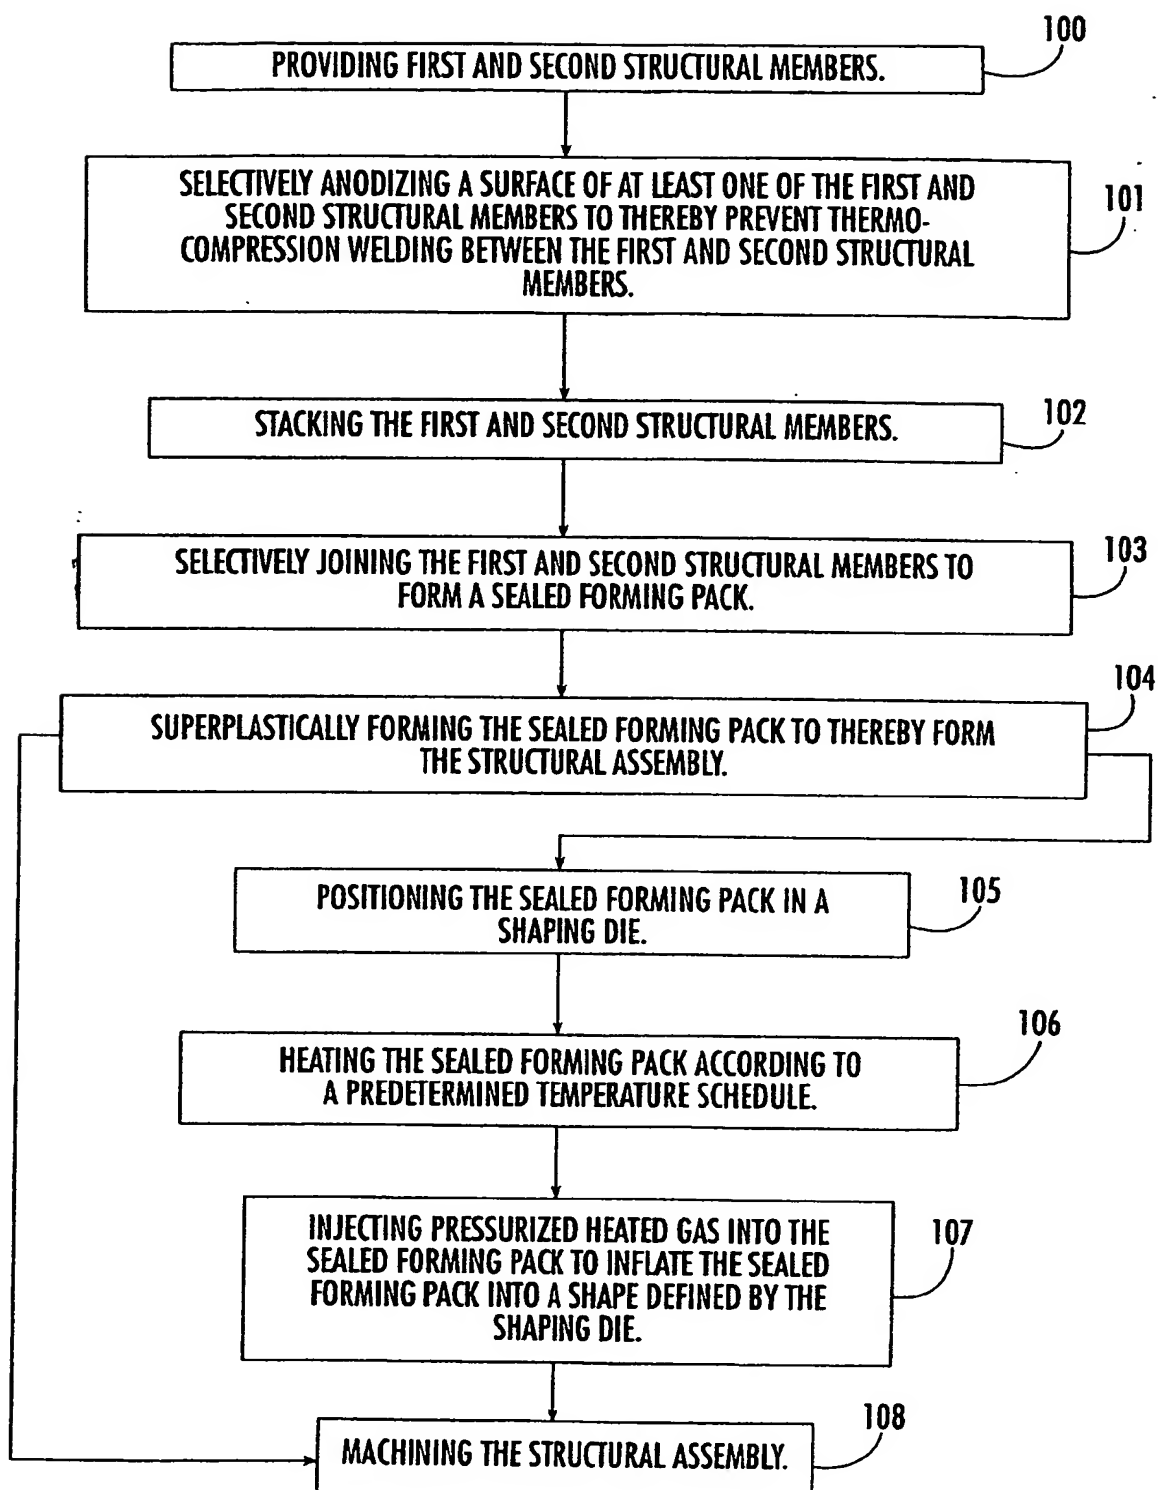 100
PROVIDING FIRST AND SECOND STRUCTURAL MEMBERS.
SELECTIVELY ANODIZING A SURFACE OF AT LEAST ONE OF THE FIRST AND
SECOND STRUCTURAL MEMBERS TO THEREBY PREVENT THERMO-
COMPRESSION WELDING BETWEEN THE FIRST AND SECOND STRUCTURAL
MEMBERS.
101
STACKING THE FIRST AND SECOND STRUCTURAL MEMBERS.
102
SELECTIVELY JOINING THE FIRST AND SECOND STRUCTURAL MEMBERS TO
FORM A SEALED FORMING PACK.
103
SUPERPLASTICALLY FORMING THE SEALED FORMING PACK TO THEREBY FORM
THE STRUCTURAL ASSEMBLY.
104
POSITIONING THE SEALED FORMING PACK IN A
SHAPING DIE.
105
HEATING THE SEALED FORMING PACK ACCORDING TO
A PREDETERMINED TEMPERATURE SCHEDULE.
106
INJECTING PRESSURIZED HEATED GAS INTO THE
SEALED FORMING PACK TO INFLATE THE SEALED
FORMING PACK INTO A SHAPE DEFINED BY THE
SHAPING DIE.
107
MACHINING THE STRUCTURAL ASSEMBLY.
108